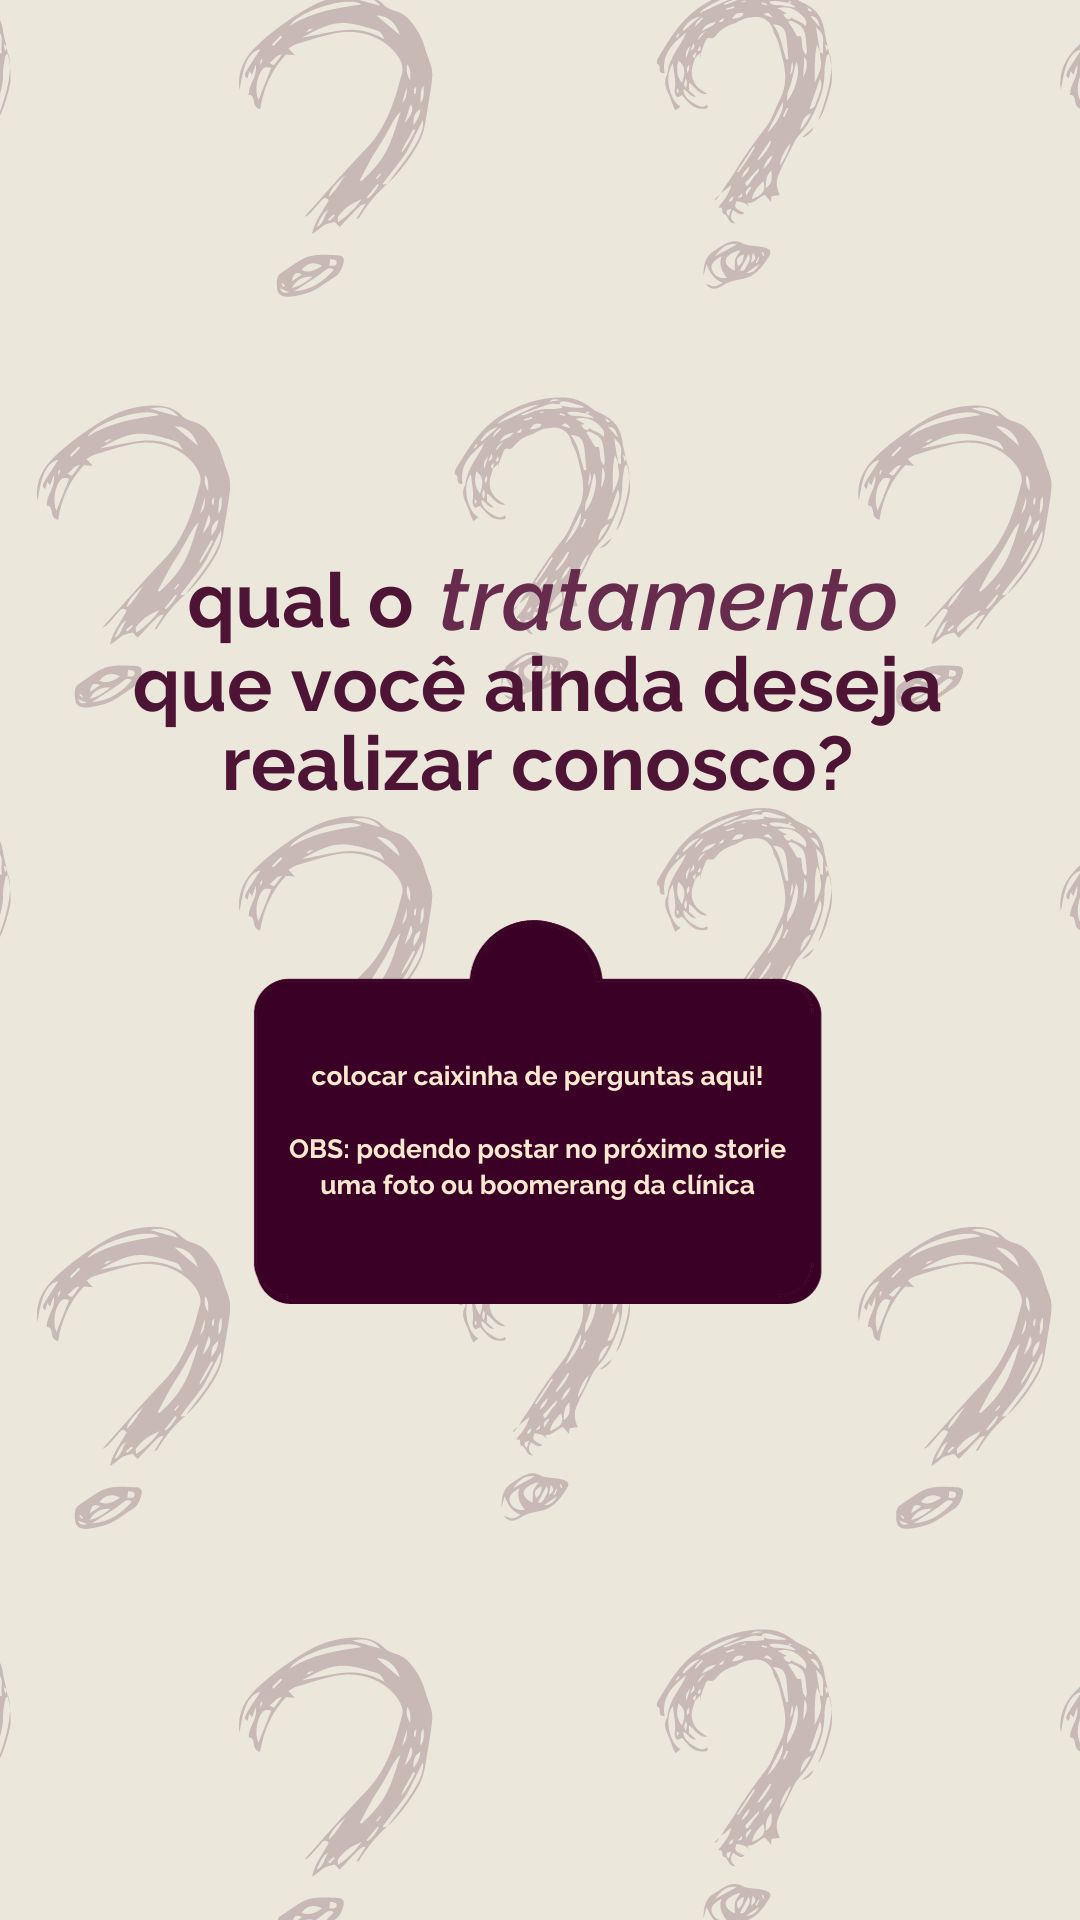 qual o tratamento
que você ainda deseja
realizar conosco?
colocar caixinha de perguntas aqui!
OBS: podendo postar no próximo storie
uma foto ou boomerang da clínica